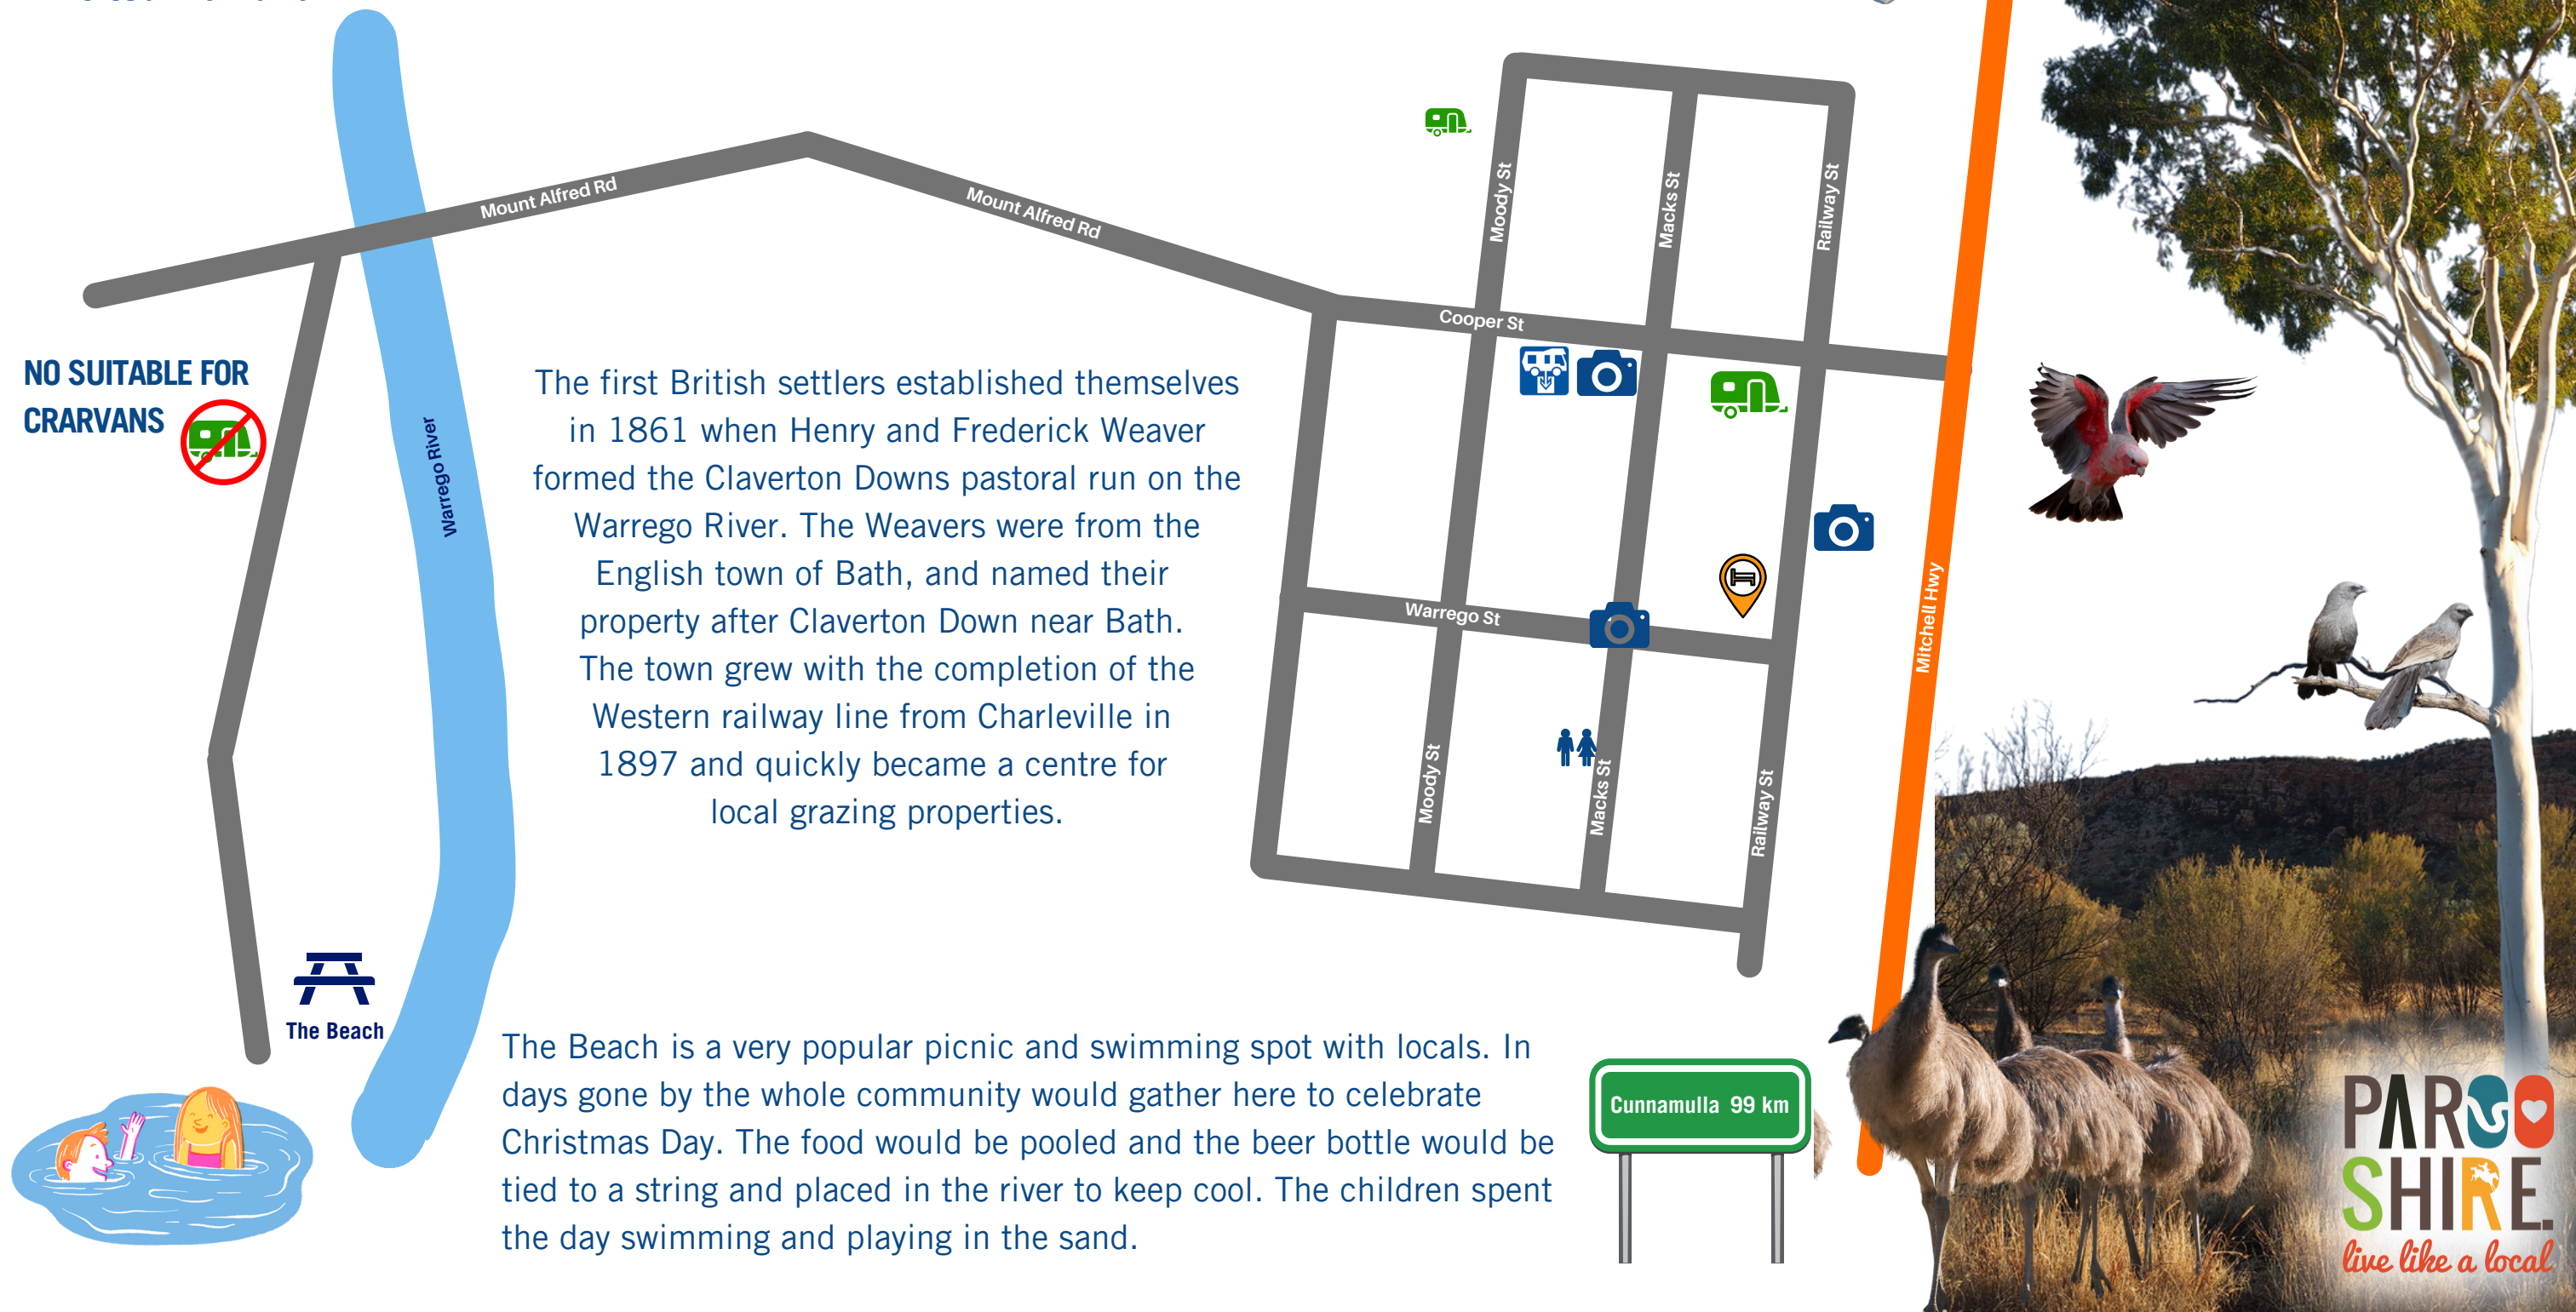 Mount Alfred Rd
Mount Alfred Rd
Moody St
Macks St
Railway St
Cooper St
NO SUITABLE FOR
CRARVANS
Warrego River
The first British settlers established themselves
in 1861 when Henry and Frederick Weaver
formed the Claverton Downs pastoral run on the
Warrego River. The Weavers were from the
English town of Bath, and named their
property after Claverton Down near Bath.
The town grew with the completion of the
Western railway line from Charleville in
1897 and quickly became a centre for
local grazing properties.
Warrego St
Mitchell Hwy
Moody St
Macks St
Railway St
The Beach
The Beach is a very popular picnic and swimming spot with locals. In
days gone by the whole community would gather here to celebrate
Christmas Day. The food would be pooled and the beer bottle would be
tied to a string and placed in the river to keep cool. The children spent
the day swimming and playing in the sand.
Cunnamulla 99 km
PAROO
SHIRE.
live like a local